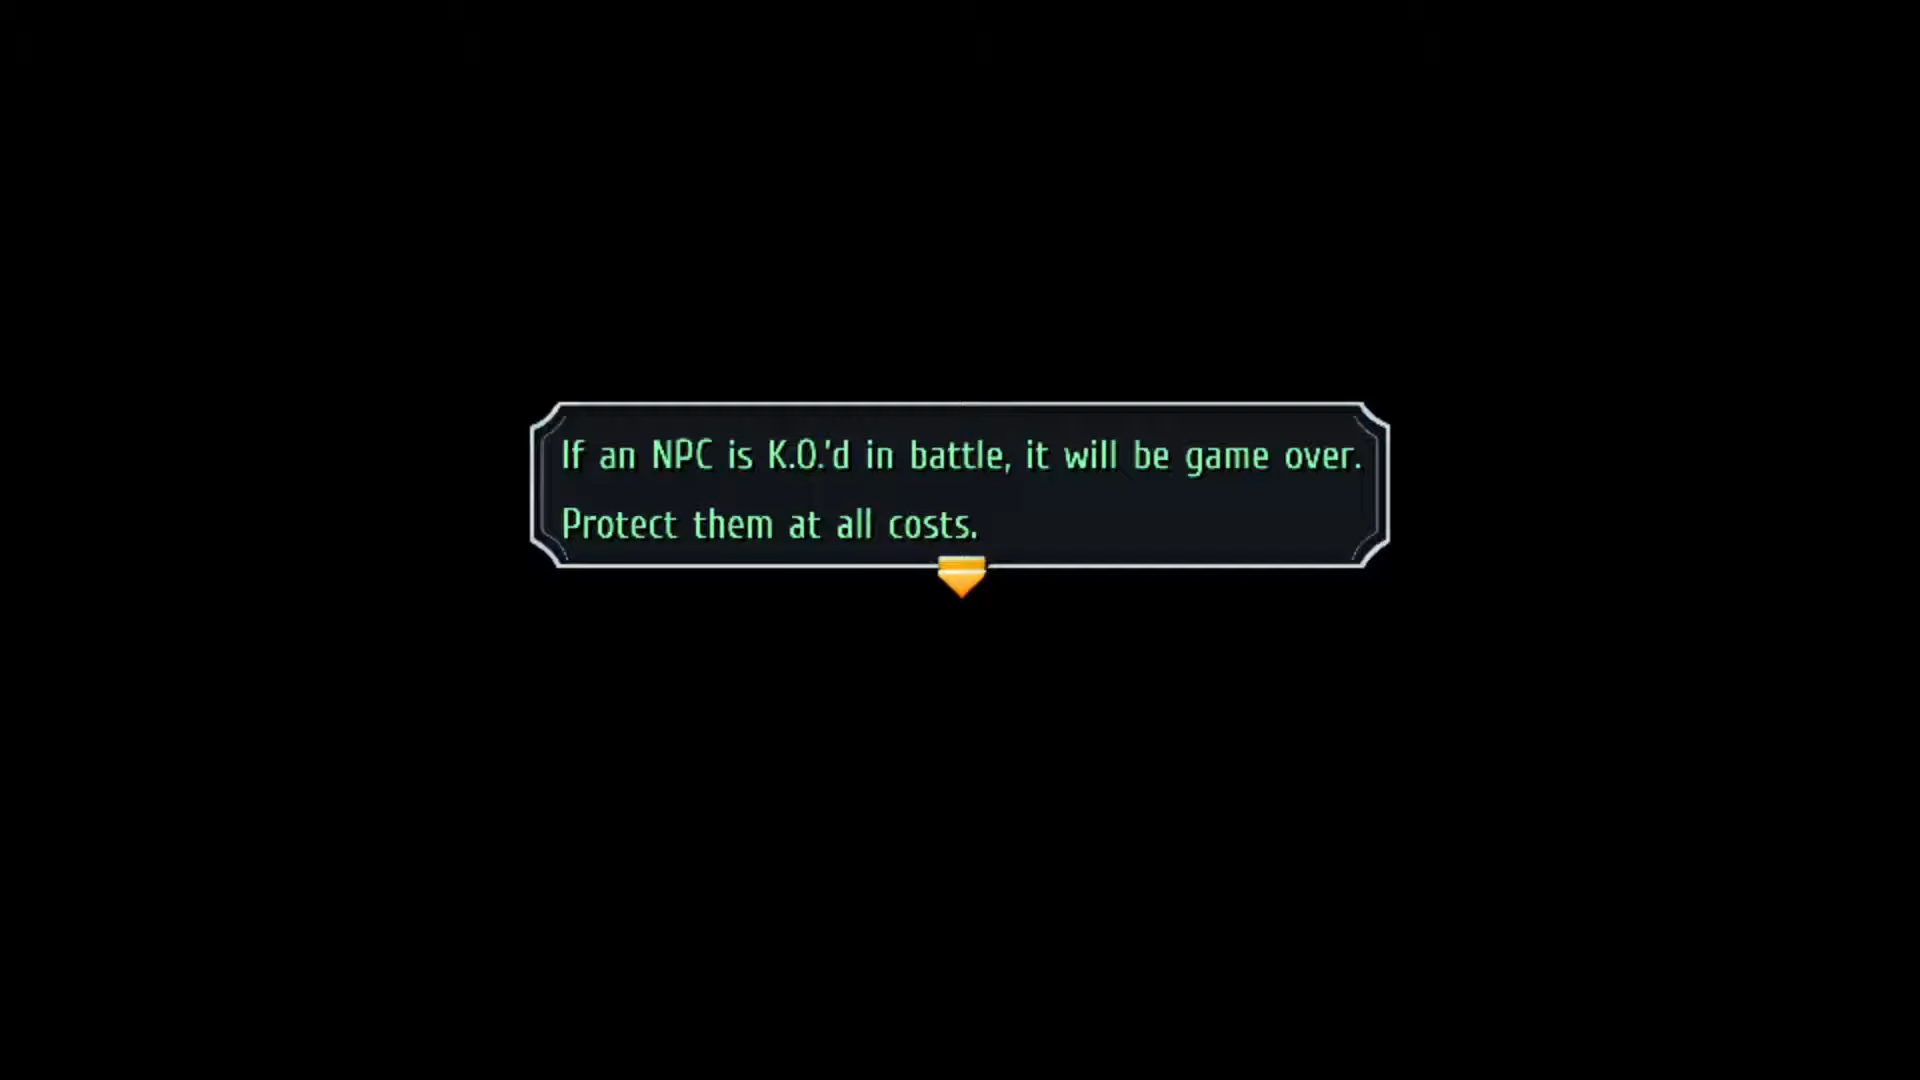 If an NPC is K.O.'d in battle, it will be game over.
Protect them at all costs.